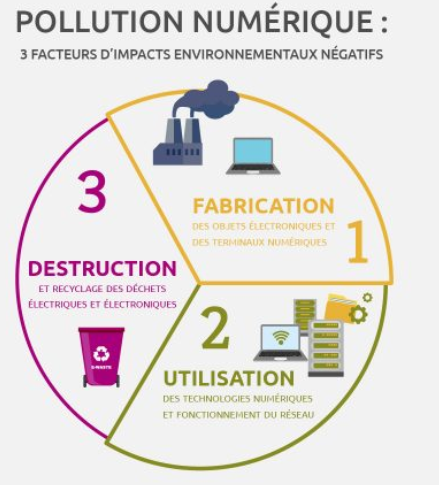 POLLUTION NUMÉRIQUE :
3 FACTEURS D'IMPACTS ENVIRONNEMENTAUX NÉGATIFS
1
FABRICATION
DES OBJETS ÉLECTRONIQUES ET
DES TERMINAUX NUMÉRIQUES
2
UTILISATION
DES TECHNOLOGIES NUMÉRIQUES
ET FONCTIONNEMENT DU RÉSEAU
3
DESTRUCTION
ET RECYCLAGE DES DÉCHETS
ÉLECTRIQUES ET ÉLECTRONIQUES
E-WASTE